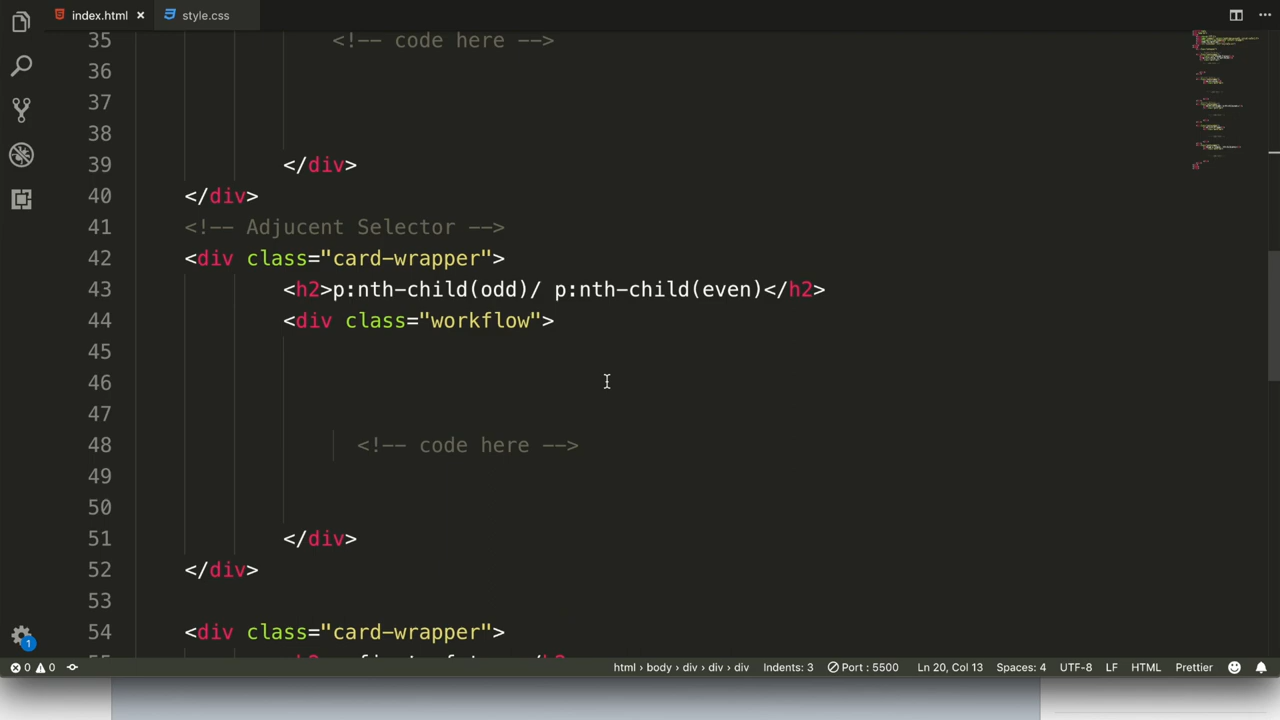 index.html × style.css
35 <!-- code here -->
36
37
38
39 </div>
40 </div>
41 <!-- Adjucent Selector -->
42 <div class="card-wrapper">
43 <h2>p:nth-child(odd)/ p:nth-child(even)</h2>
44 <div class="workflow">
45
46
47
48 <!-- code here -->
49
50
51 </div>
52 </div>
53
54 <div class="card-wrapper">
1
0 0 html › body › div › div › div Indents: 3 Port : 5500 Ln 20, Col 13 Spaces: 4 UTF-8 LF HTML Prettier